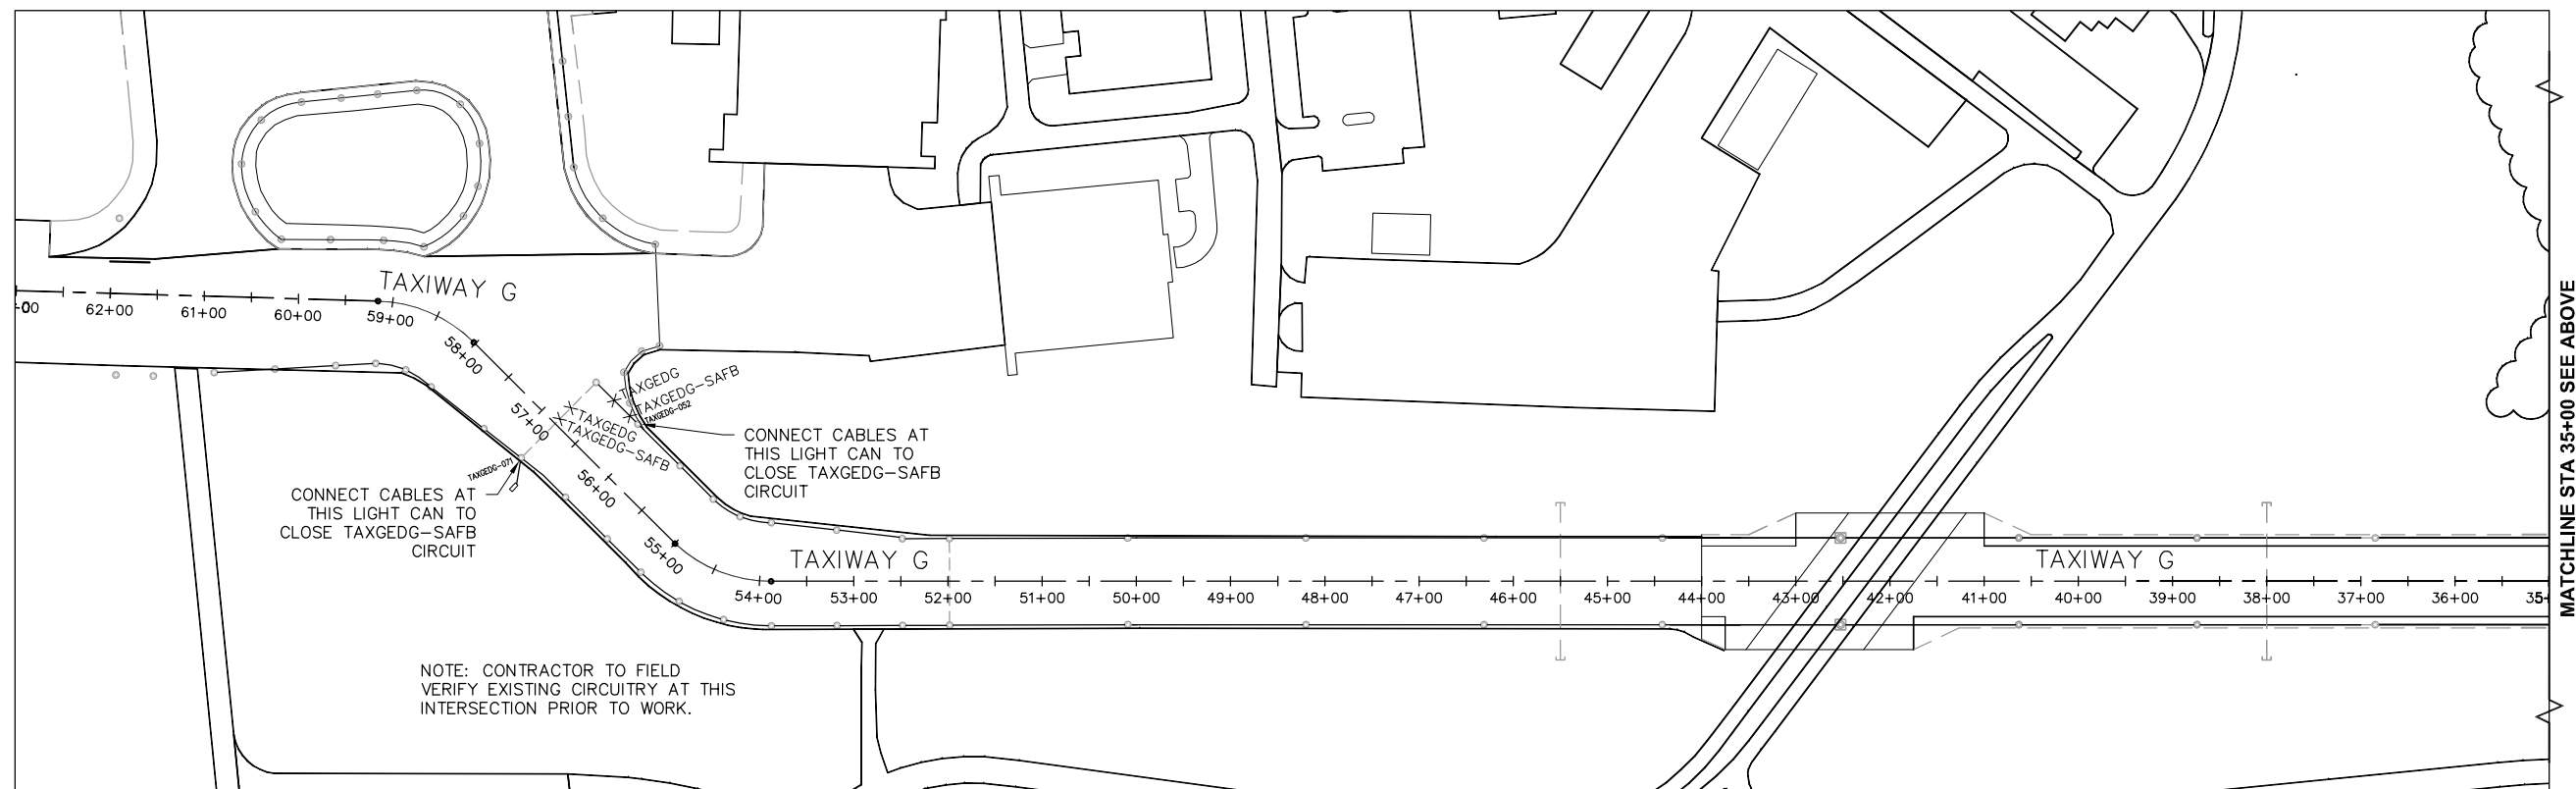 TAXIWAY G
-00
62+00
61+00
60+00
59+00
58+00
57+00
56+00
55+00
TAXGEDG
TAXGEDG-SAFB
TAXGEDG-052
TAXGEDG
TAXGEDG-SAFB
TAXGEDG-071
CONNECT CABLES AT
THIS LIGHT CAN TO
CLOSE TAXGEDG-SAFB
CIRCUIT
CONNECT CABLES AT
THIS LIGHT CAN TO
CLOSE TAXGEDG-SAFB
CIRCUIT
TAXIWAY G
TAXIWAY G
54+00
53+00
52+00
51+00
50+00
49+00
48+00
47+00
46+00
45+00
44+00
43+00
42+00
41+00
40+00
39+00
38+00
37+00
36+00
35+
NOTE: CONTRACTOR TO FIELD
VERIFY EXISTING CIRCUITRY AT THIS
INTERSECTION PRIOR TO WORK.
MATCHLINE STA 35+00 SEE ABOVE